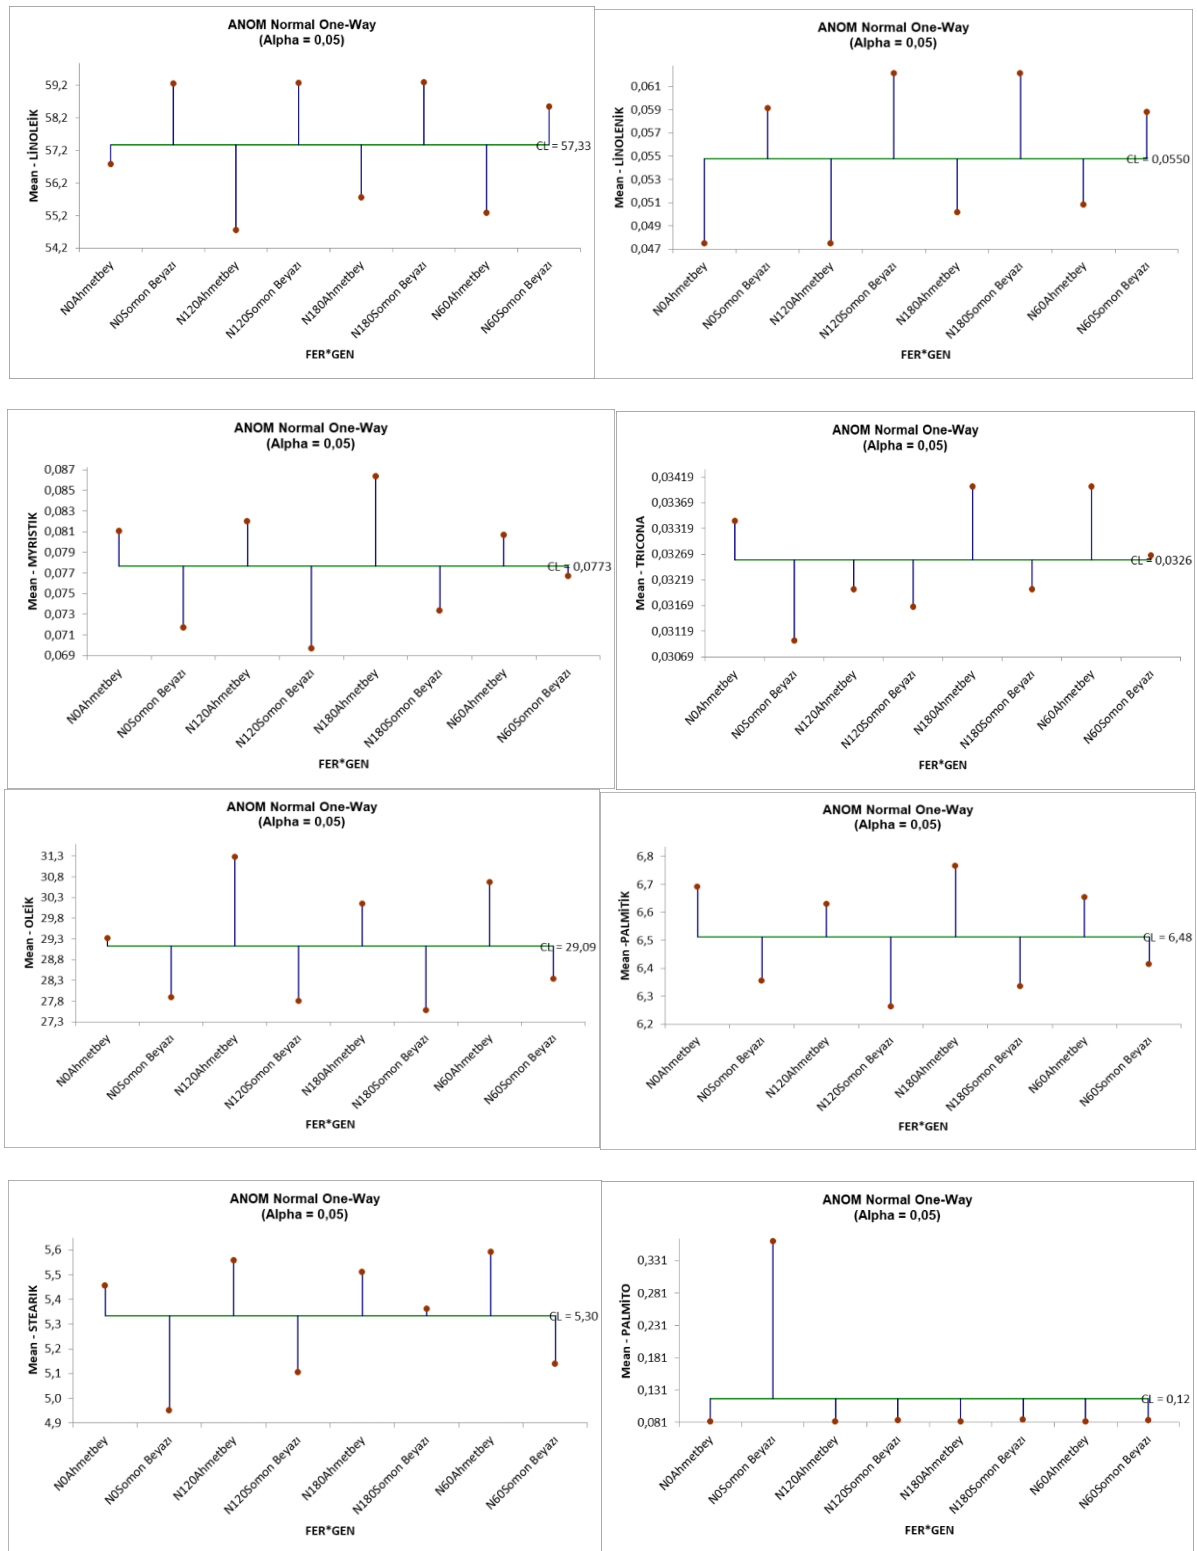 ANOM Normal One-Way
(Alpha = 0,05)
Mean - LİNOLEİK
59,2
58,2
57,2
56,2
55,2
54,2
CL = 57,33
N0Ahmetbey
N0Somon Beyazı
N120Ahmetbey
N120Somon Beyazı
N180Ahmetbey
N180Somon Beyazı
N60Ahmetbey
N60Somon Beyazı
FER*GEN
ANOM Normal One-Way
(Alpha = 0,05)
Mean - LİNOLENİK
0,061
0,059
0,057
0,055
0,053
0,051
0,049
0,047
CL = 0,0550
N0Ahmetbey
N0Somon Beyazı
N120Ahmetbey
N120Somon Beyazı
N180Ahmetbey
N180Somon Beyazı
N60Ahmetbey
N60Somon Beyazı
FER*GEN
ANOM Normal One-Way
(Alpha = 0,05)
Mean - MYRISTIK
0,087
0,085
0,083
0,081
0,079
0,077
0,075
0,073
0,071
0,069
CL = 0,0773
N0Ahmetbey
N0Somon Beyazı
N120Ahmetbey
N120Somon Beyazı
N180Ahmetbey
N180Somon Beyazı
N60Ahmetbey
N60Somon Beyazı
FER*GEN
ANOM Normal One-Way
(Alpha = 0,05)
Mean - TRICONA
0,03419
0,03369
0,03319
0,03269
0,03219
0,03169
0,03119
0,03069
CL = 0,0326
N0Ahmetbey
N0Somon Beyazı
N120Ahmetbey
N120Somon Beyazı
N180Ahmetbey
N180Somon Beyazı
N60Ahmetbey
N60Somon Beyazı
FER*GEN
ANOM Normal One-Way
(Alpha = 0,05)
Mean - OLEİK
31,3
30,8
30,3
29,8
29,3
28,8
28,3
27,8
27,3
CL = 29,09
N0Ahmetbey
N0Somon Beyazı
N120Ahmetbey
N120Somon Beyazı
N180Ahmetbey
N180Somon Beyazı
N60Ahmetbey
N60Somon Beyazı
FER*GEN
ANOM Normal One-Way
(Alpha = 0,05)
Mean -PALMİTİK
6,8
6,7
6,6
6,5
6,4
6,3
6,2
CL = 6,48
N0Ahmetbey
N0Somon Beyazı
N120Ahmetbey
N120Somon Beyazı
N180Ahmetbey
N180Somon Beyazı
N60Ahmetbey
N60Somon Beyazı
FER*GEN
ANOM Normal One-Way
(Alpha = 0,05)
Mean - STEARIK
5,6
5,5
5,4
5,3
5,2
5,1
5,0
4,9
CL = 5,30
N0Ahmetbey
N0Somon Beyazı
N120Ahmetbey
N120Somon Beyazı
N180Ahmetbey
N180Somon Beyazı
N60Ahmetbey
N60Somon Beyazı
FER*GEN
ANOM Normal One-Way
(Alpha = 0,05)
Mean - PALMİTO
0,331
0,281
0,231
0,181
0,131
0,081
CL = 0,12
N0Ahmetbey
N0Somon Beyazı
N120Ahmetbey
N120Somon Beyazı
N180Ahmetbey
N180Somon Beyazı
N60Ahmetbey
N60Somon Beyazı
FER*GEN